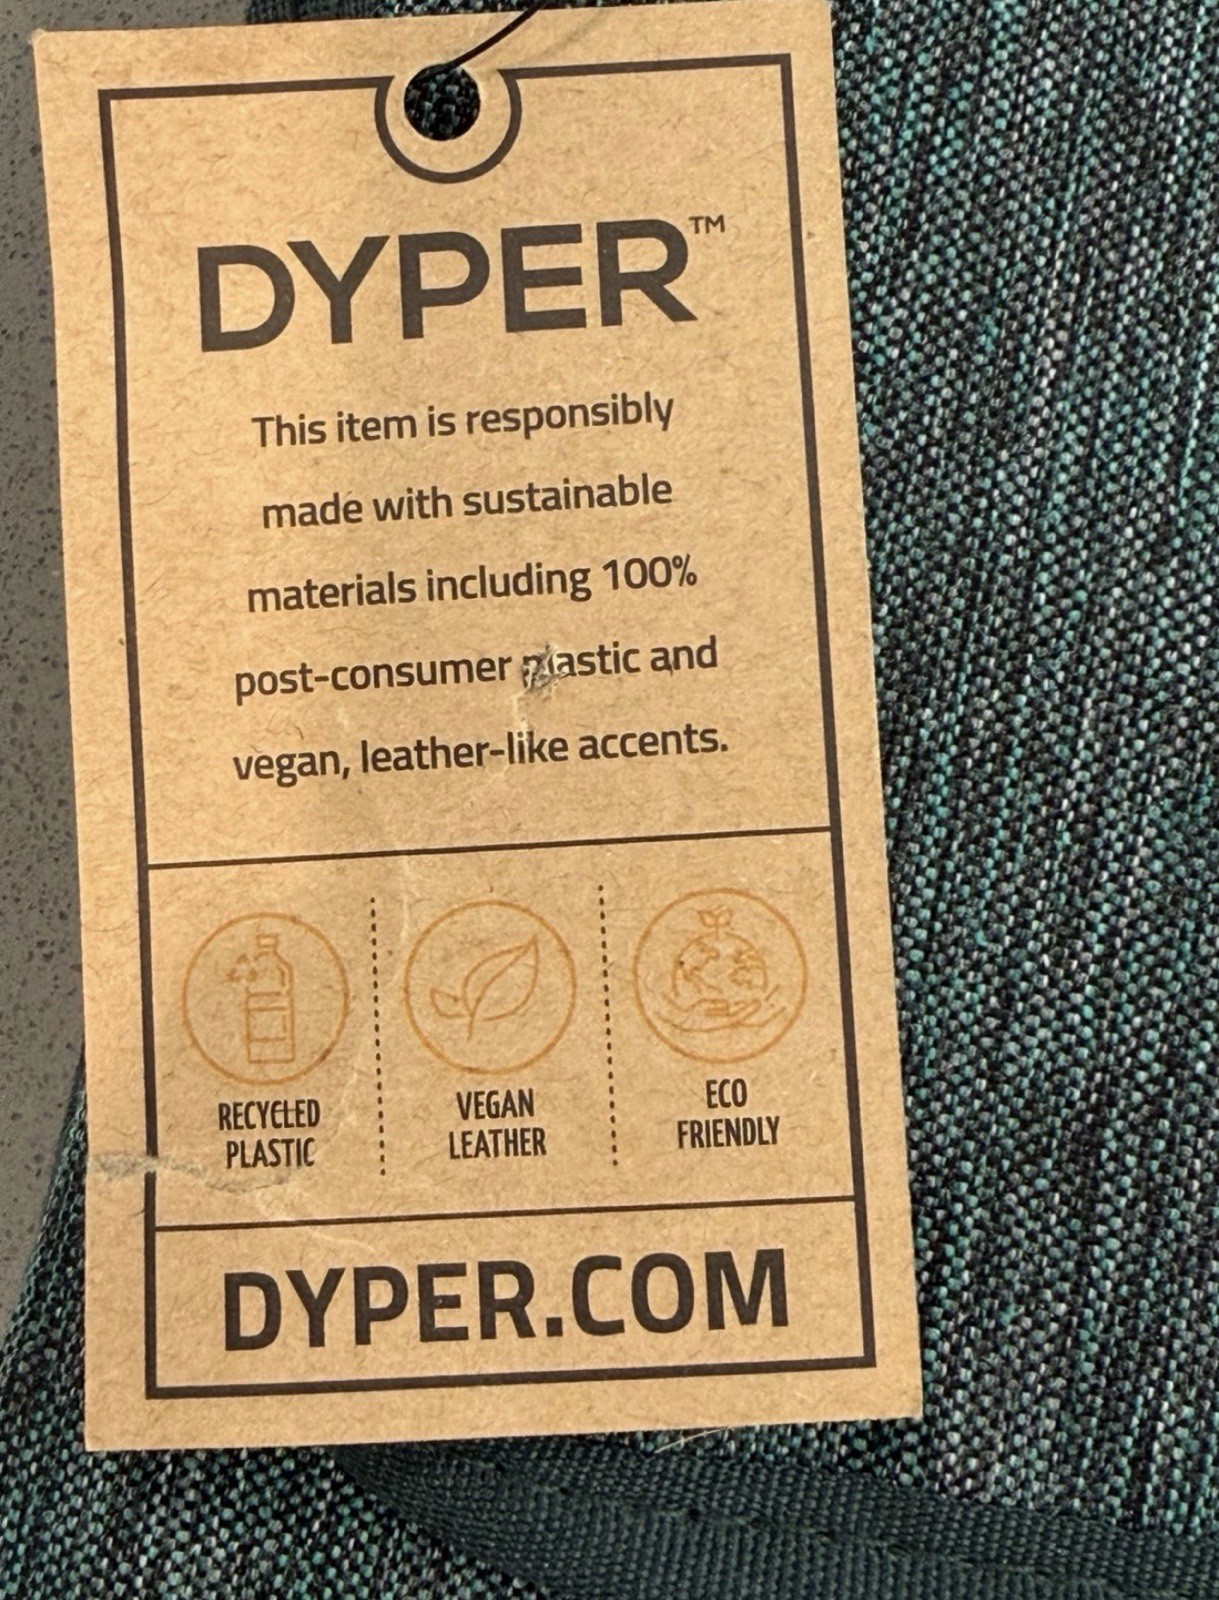 DYPER™
This item is responsibly
made with sustainable
materials including 100%
post-consumer plastic and
vegan, leather-like accents.
RECYCLED
PLASTIC
VEGAN
LEATHER
ECO
FRIENDLY
DYPER.COM